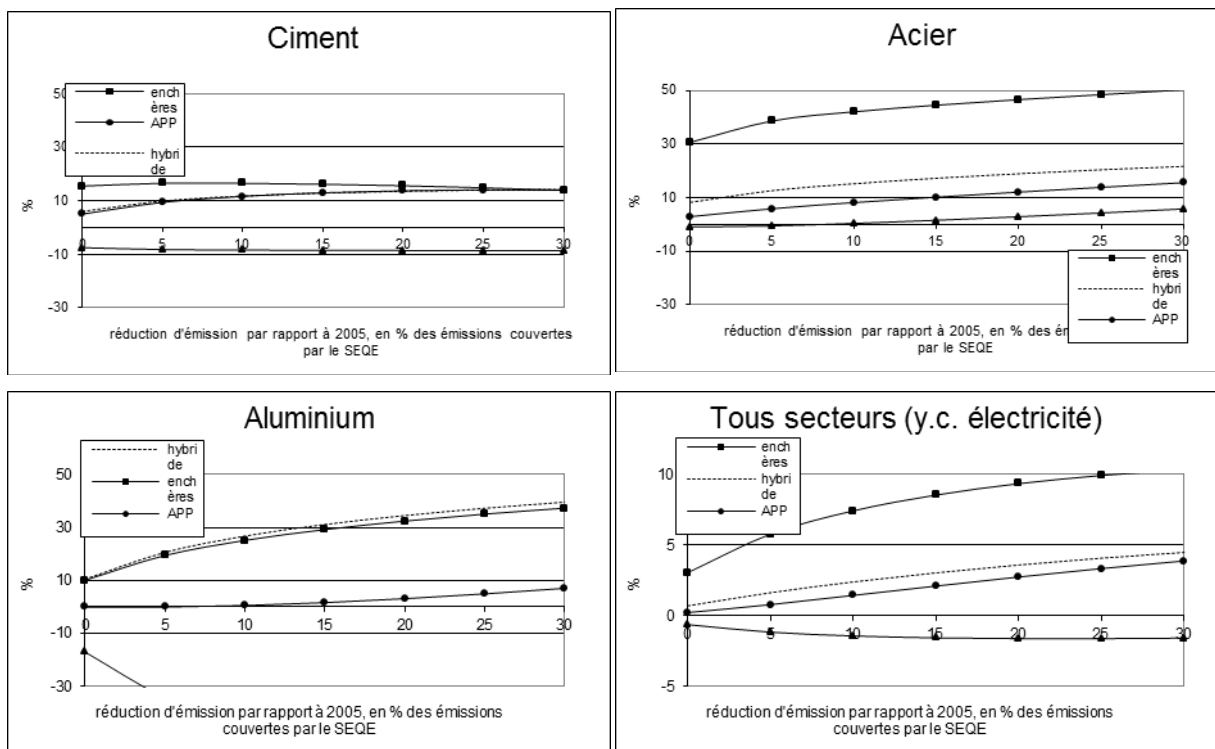 Ciment
50
30
10
-10
-30
%
ench
ères
APP
hybri
de
0 5 10 15 20 25 30
réduction d'émission par rapport à 2005, en % des émissions couvertes
par le SEQE
Acier
50
30
10
-10
-30
%
0 5 10 15 20 25 30
ench
ères
hybri
de
APP
réduction d'émission par rapport à 2005, en % des ém
par le SEQE
Aluminium
hybri
de
ench
ères
APP
50
30
10
-10
-30
%
0 5 10 15 20 25 30
réduction d'émission par rapport à 2005, en % des émissions
couvertes par le SEQE
Tous secteurs (y.c. électricité)
ench
ères
hybri
de
APP
10
5
0
-5
%
0 5 10 15 20 25 30
réduction d'émission par rapport à 2005, en % des émissions
couvertes par le SEQE